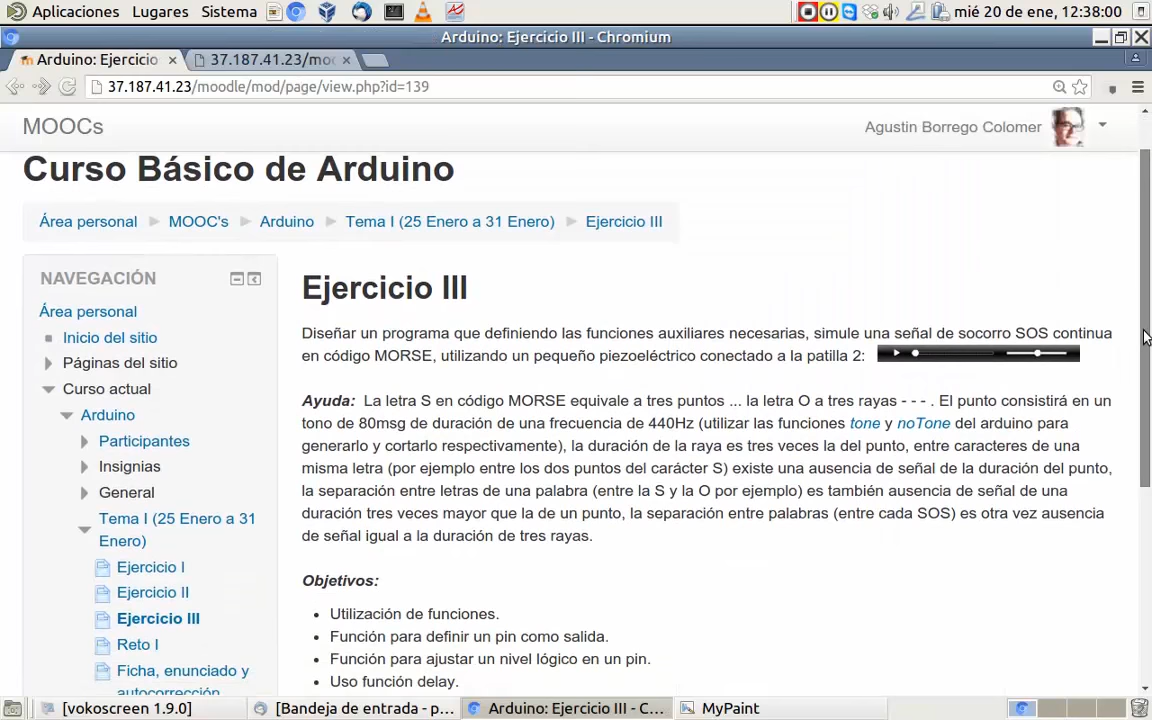 Aplicaciones Lugares Sistema mié 20 de ene, 12:38:00
Arduino: Ejercicio III - Chromium
Arduino: Ejercicio 37.187.41.23/moo
37.187.41.23/moodle/mod/page/view.php?id=139
MOOCs Agustin Borrego Colomer
Curso Básico de Arduino
Área personal MOOC's Arduino Tema I (25 Enero a 31 Enero) Ejercicio III
NAVEGACIÓN
Área personal
Inicio del sitio
Páginas del sitio
Curso actual
Arduino
Participantes
Insignias
General
Tema I (25 Enero a 31
Enero)
Ejercicio I
Ejercicio II
Ejercicio III
Reto I
Ficha, enunciado y
autocorrección
Ejercicio III
Diseñar un programa que definiendo las funciones auxiliares necesarias, simule una señal de socorro SOS continua
en código MORSE, utilizando un pequeño piezoeléctrico conectado a la patilla 2:
Ayuda: La letra S en código MORSE equivale a tres puntos ... la letra O a tres rayas - - - . El punto consistirá en un
tono de 80msg de duración de una frecuencia de 440Hz (utilizar las funciones tone y noTone del arduino para
generarlo y cortarlo respectivamente), la duración de la raya es tres veces la del punto, entre caracteres de una
misma letra (por ejemplo entre los dos puntos del carácter S) existe una ausencia de señal de la duración del punto,
la separación entre letras de una palabra (entre la S y la O por ejemplo) es también ausencia de señal de una
duración tres veces mayor que la de un punto, la separación entre palabras (entre cada SOS) es otra vez ausencia
de señal igual a la duración de tres rayas.
Objetivos:
• Utilización de funciones.
• Función para definir un pin como salida.
• Función para ajustar un nivel lógico en un pin.
• Uso función delay.
[vokoscreen 1.9.0] [Bandeja de entrada - p... Arduino: Ejercicio III - C... MyPaint